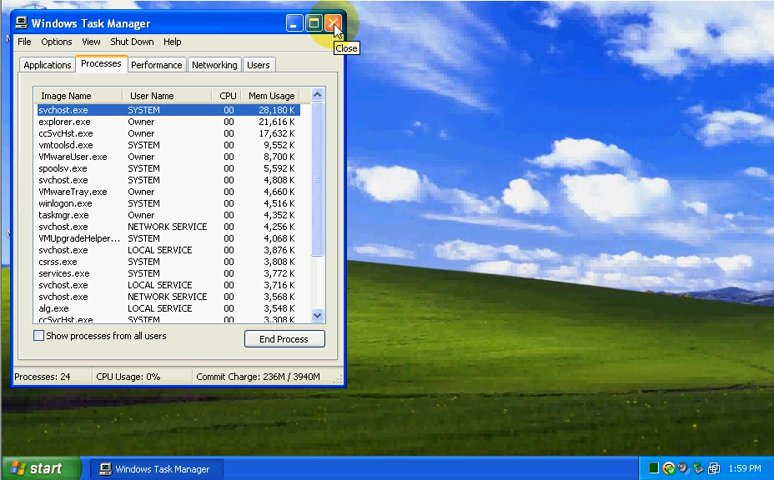 Windows Task Manager
Close
File Options View Shut Down Help
Applications Processes Performance Networking Users
Image Name User Name CPU Mem Usage
svchost.exe SYSTEM 00 28,180 K
explorer.exe Owner 00 21,616 K
ccSvcHst.exe Owner 00 17,632 K
vmtoolsd.exe SYSTEM 00 9,552 K
VMwareUser.exe Owner 00 8,700 K
spoolsv.exe SYSTEM 00 5,592 K
svchost.exe SYSTEM 00 4,808 K
VMwareTray.exe Owner 00 4,660 K
winlogon.exe SYSTEM 00 4,516 K
taskmgr.exe Owner 00 4,352 K
svchost.exe NETWORK SERVICE 00 4,256 K
VMUpgradeHelper... SYSTEM 00 4,068 K
svchost.exe LOCAL SERVICE 00 3,876 K
csrss.exe SYSTEM 00 3,808 K
services.exe SYSTEM 00 3,772 K
svchost.exe LOCAL SERVICE 00 3,716 K
svchost.exe NETWORK SERVICE 00 3,568 K
alg.exe LOCAL SERVICE 00 3,548 K
ccSvcHst.exe SYSTEM 00 3,308 K
Show processes from all users
End Process
Processes: 24 CPU Usage: 0% Commit Charge: 236M / 3940M
start Windows Task Manager 1:59 PM